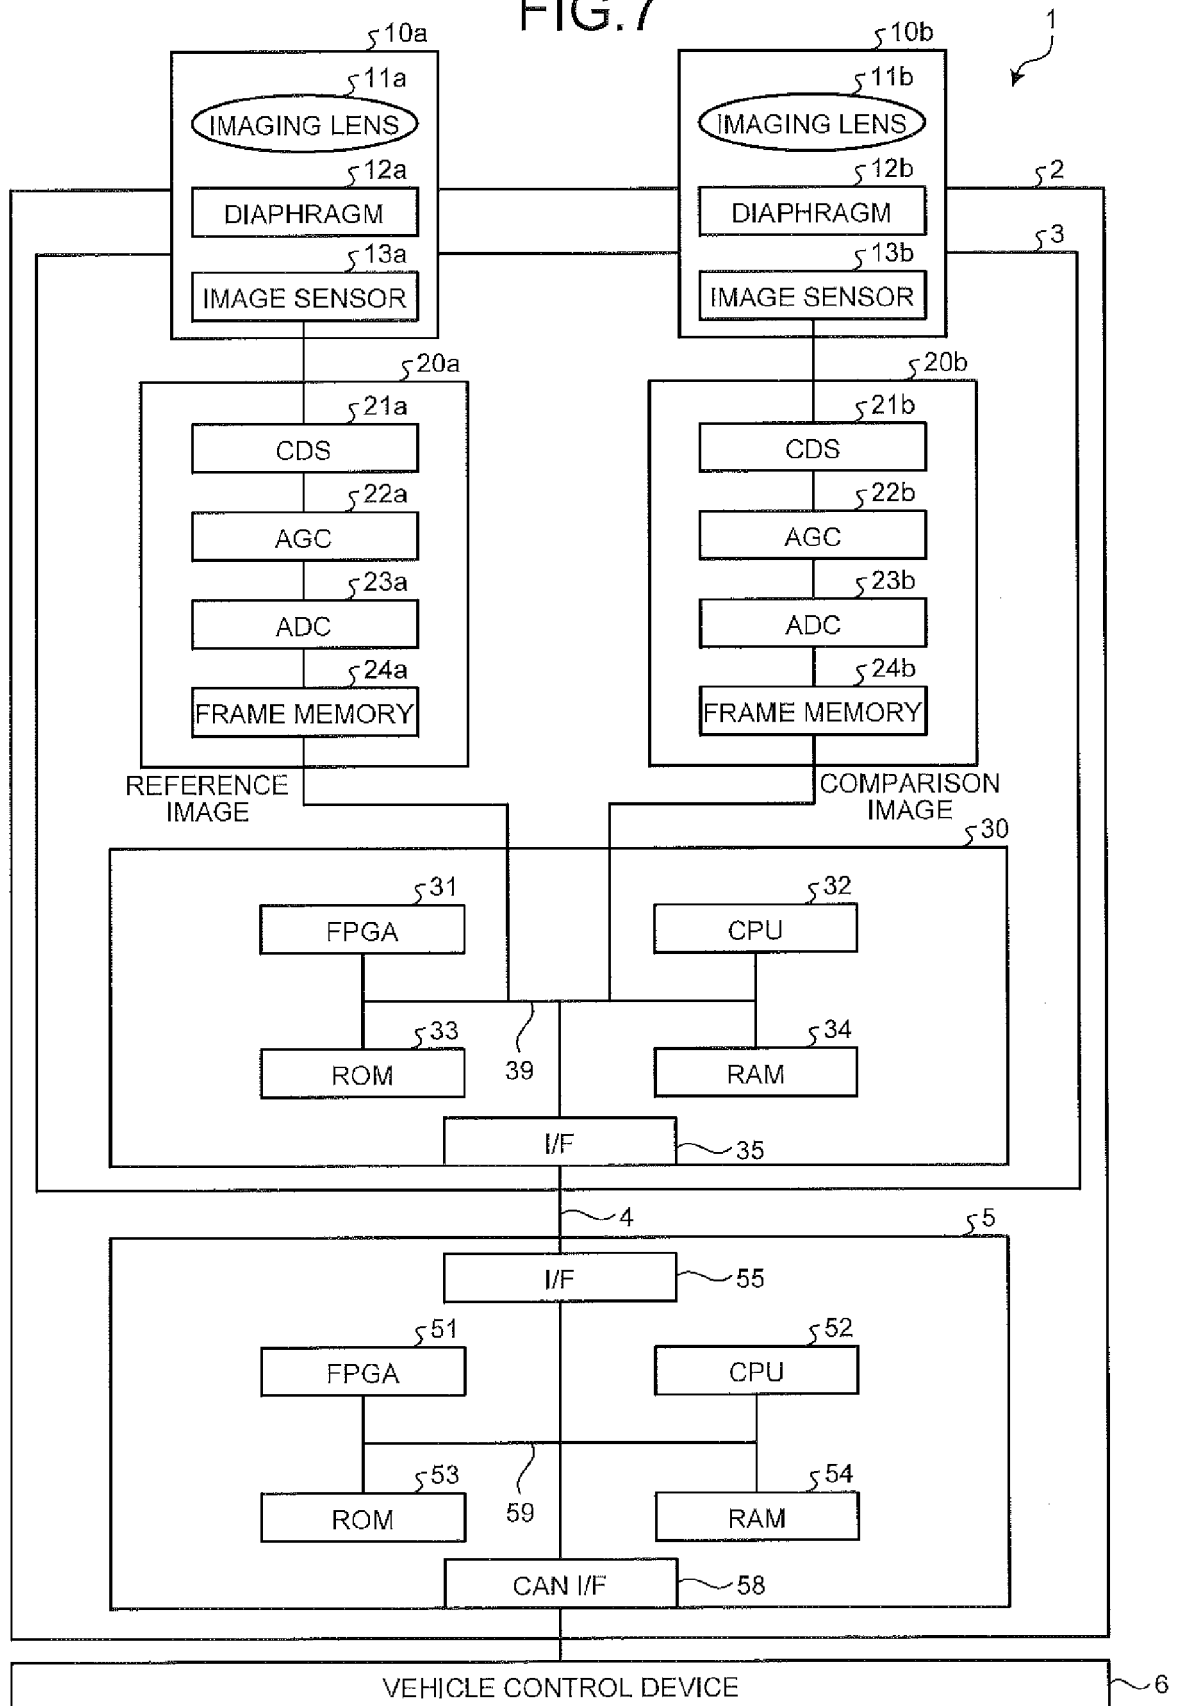 FIG.7
1
10a
10b
11a
11b
IMAGING LENS
IMAGING LENS
12a
12b
2
DIAPHRAGM
DIAPHRAGM
3
13a
13b
IMAGE SENSOR
IMAGE SENSOR
20a
20b
21a
21b
CDS
CDS
22a
22b
AGC
AGC
23a
23b
ADC
ADC
24a
24b
FRAME MEMORY
FRAME MEMORY
REFERENCE
IMAGE
COMPARISON
IMAGE
30
31
32
FPGA
CPU
33
34
39
ROM
RAM
I/F
35
4
5
I/F
55
51
52
FPGA
CPU
53
54
59
ROM
RAM
CAN I/F
58
VEHICLE CONTROL DEVICE
6